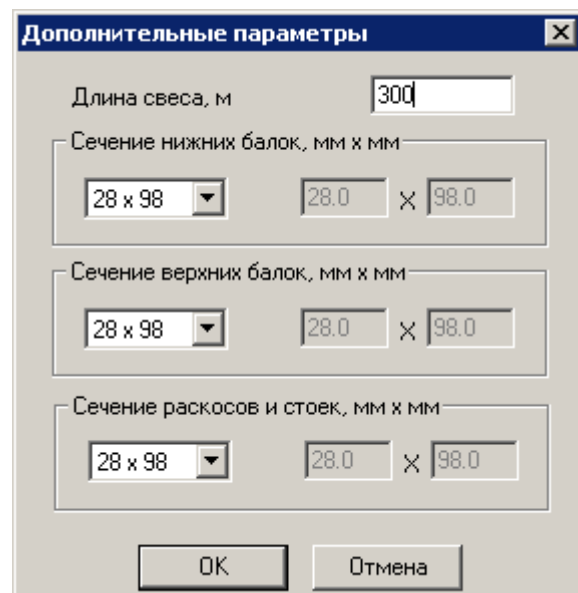 Дополнительные параметры
Длина свеса, м 300
Сечение нижних балок, мм х мм
28 x 98 28.0 X 98.0
Сечение верхних балок, мм х мм
28 x 98 28.0 X 98.0
Сечение раскосов и стоек, мм х мм
28 x 98 28.0 X 98.0
OK Отмена